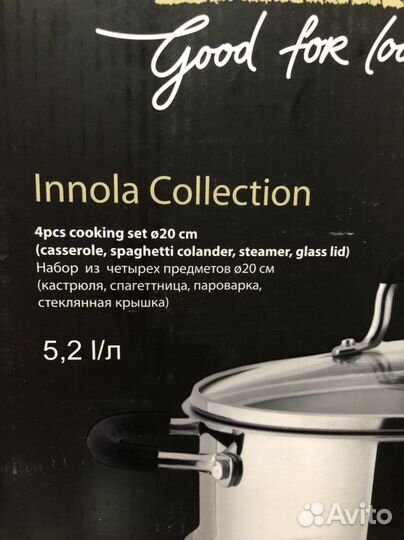 Good for
Innola Collection
4pcs cooking set ø20 cm
(casserole, spaghetti colander, steamer, glass lid)
Набор из четырех предметов ø20 см
(кастрюля, спагеттница, пароварка,
стеклянная крышка)
5,2 l/л
Avito